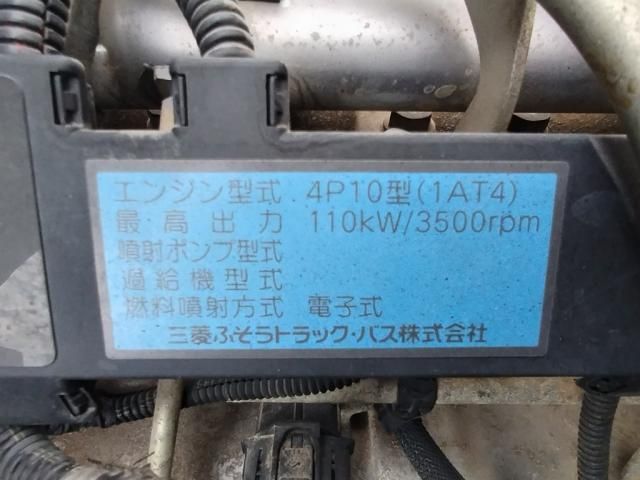 エンジン型式 4P10型(1AT4)
最高出力 110kW/3500rpm
噴射ポンプ型式
過給機型式
燃料噴射方式 電子式
三菱ふそうトラック・バス株式会社